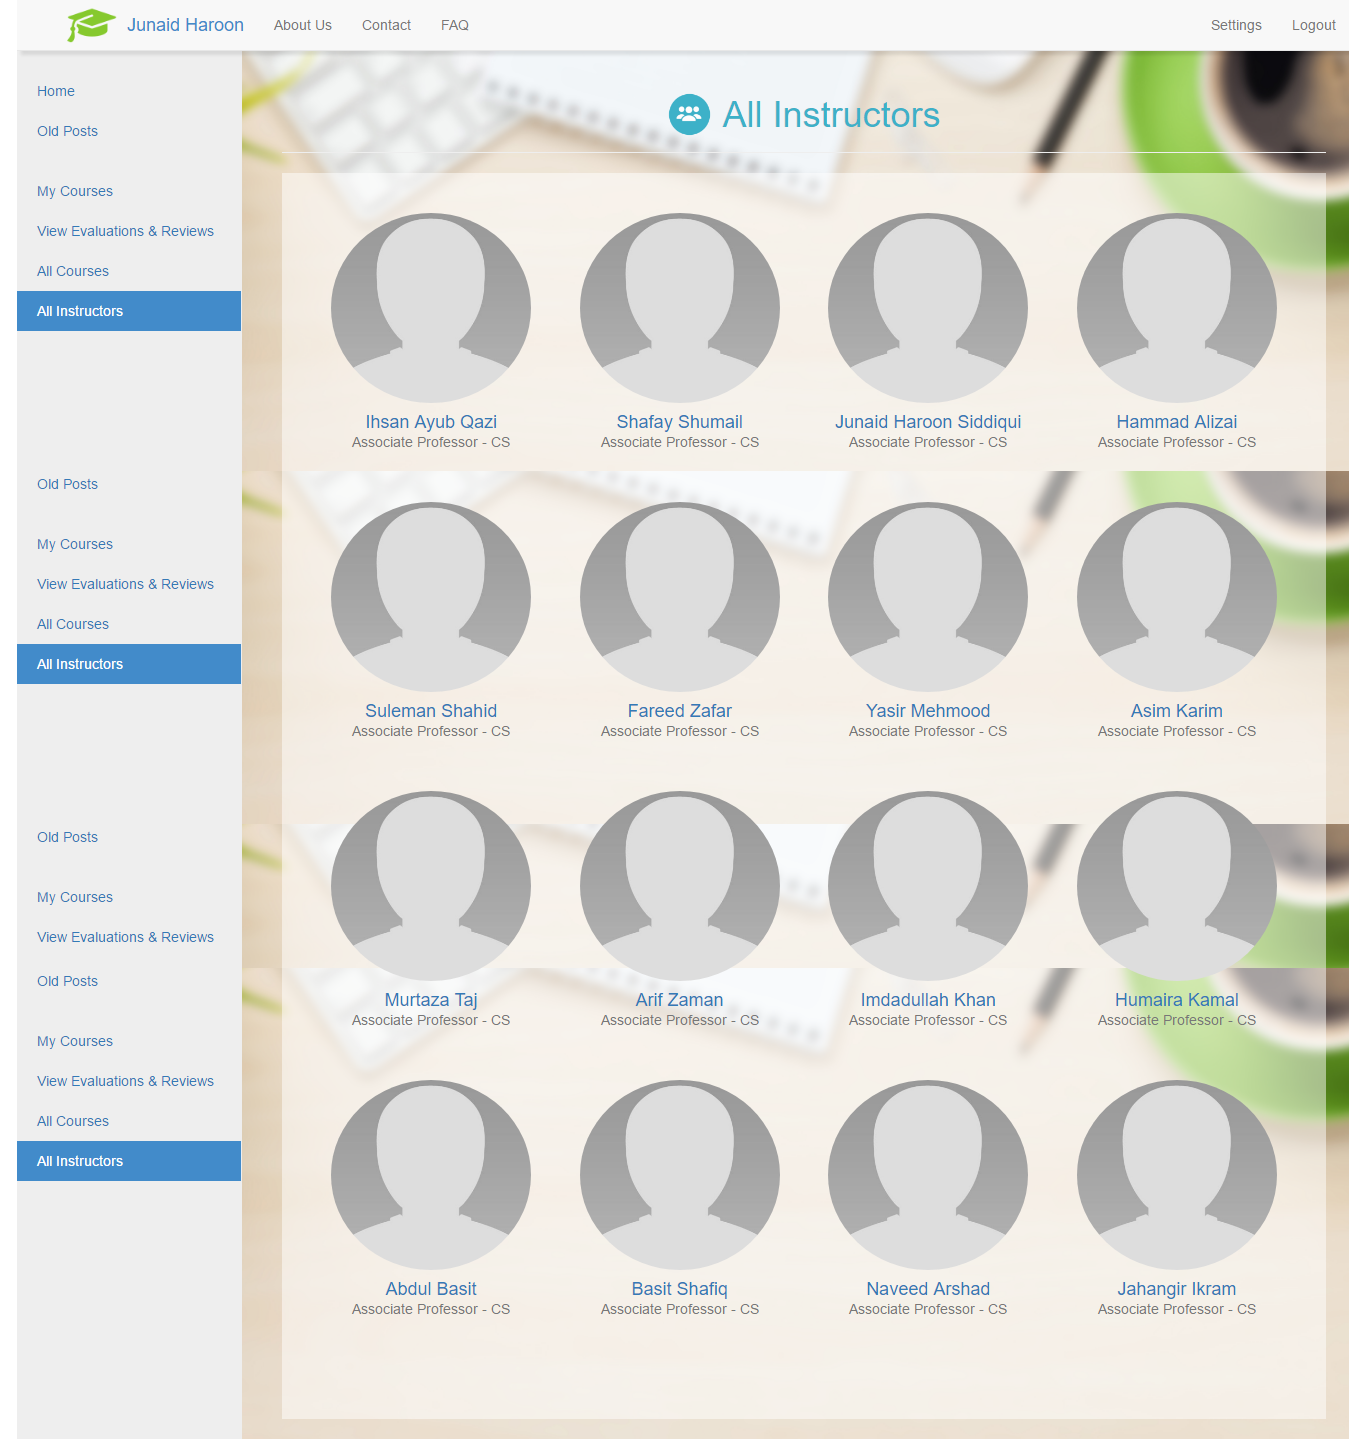 Junaid Haroon About Us Contact FAQ Settings Logout
All Instructors
Home
Old Posts
My Courses
View Evaluations & Reviews
All Courses
All Instructors
Ihsan Ayub Qazi Shafay Shumail Junaid Haroon Siddiqui Hammad Alizai
Associate Professor - CS Associate Professor - CS Associate Professor - CS Associate Professor - CS
Old Posts
My Courses
View Evaluations & Reviews
All Courses
All Instructors
Suleman Shahid Fareed Zafar Yasir Mehmood Asim Karim
Associate Professor - CS Associate Professor - CS Associate Professor - CS Associate Professor - CS
Old Posts
My Courses
View Evaluations & Reviews
Old Posts
Murtaza Taj Arif Zaman Imdadullah Khan Humaira Kamal
Associate Professor - CS Associate Professor - CS Associate Professor - CS Associate Professor - CS
My Courses
View Evaluations & Reviews
All Courses
All Instructors
Abdul Basit Basit Shafiq Naveed Arshad Jahangir Ikram
Associate Professor - CS Associate Professor - CS Associate Professor - CS Associate Professor - CS